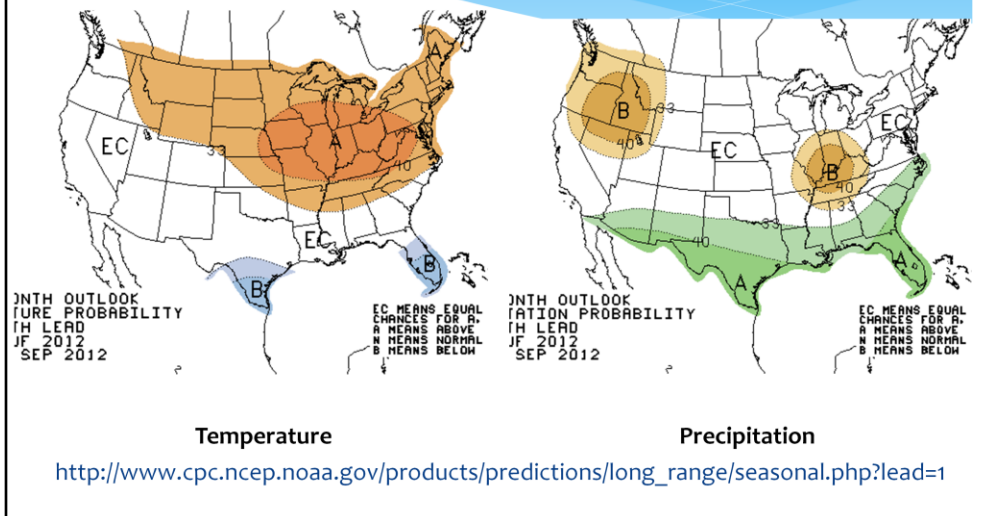 A
EC
33
A
40
EC
B
B
)NTH OUTLOOK
TURE PROBABILITY
TH LEAD
JF 2012
SEP 2012
EC MEANS EQUAL
CHANCES FOR A,
A MEANS ABOVE
N MEANS NORMAL
B MEANS BELOW
B
33
40
EC
EC
B
40
33
33
40
A
A
)NTH OUTLOOK
TATION PROBABILITY
TH LEAD
JF 2012
SEP 2012
EC MEANS EQUAL
CHANCES FOR A,
A MEANS ABOVE
N MEANS NORMAL
B MEANS BELOW
Temperature
Precipitation
http://www.cpc.ncep.noaa.gov/products/predictions/long_range/seasonal.php?lead=1